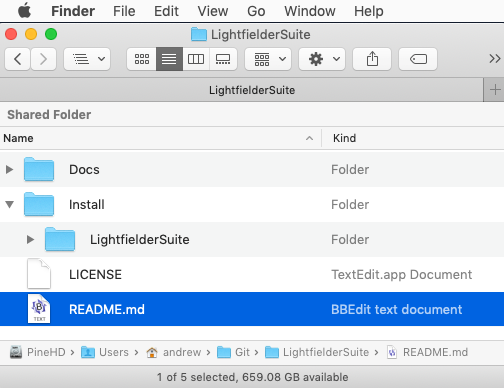 Finder File Edit View Go Window Help
LightfielderSuite
LightfielderSuite
Shared Folder
Name Kind
Docs Folder
Install Folder
LightfielderSuite Folder
LICENSE TextEdit.app Document
TEXT README.md BBEdit text document
PineHD Users andrew Git LightfielderSuite README.md
1 of 5 selected, 659.08 GB available